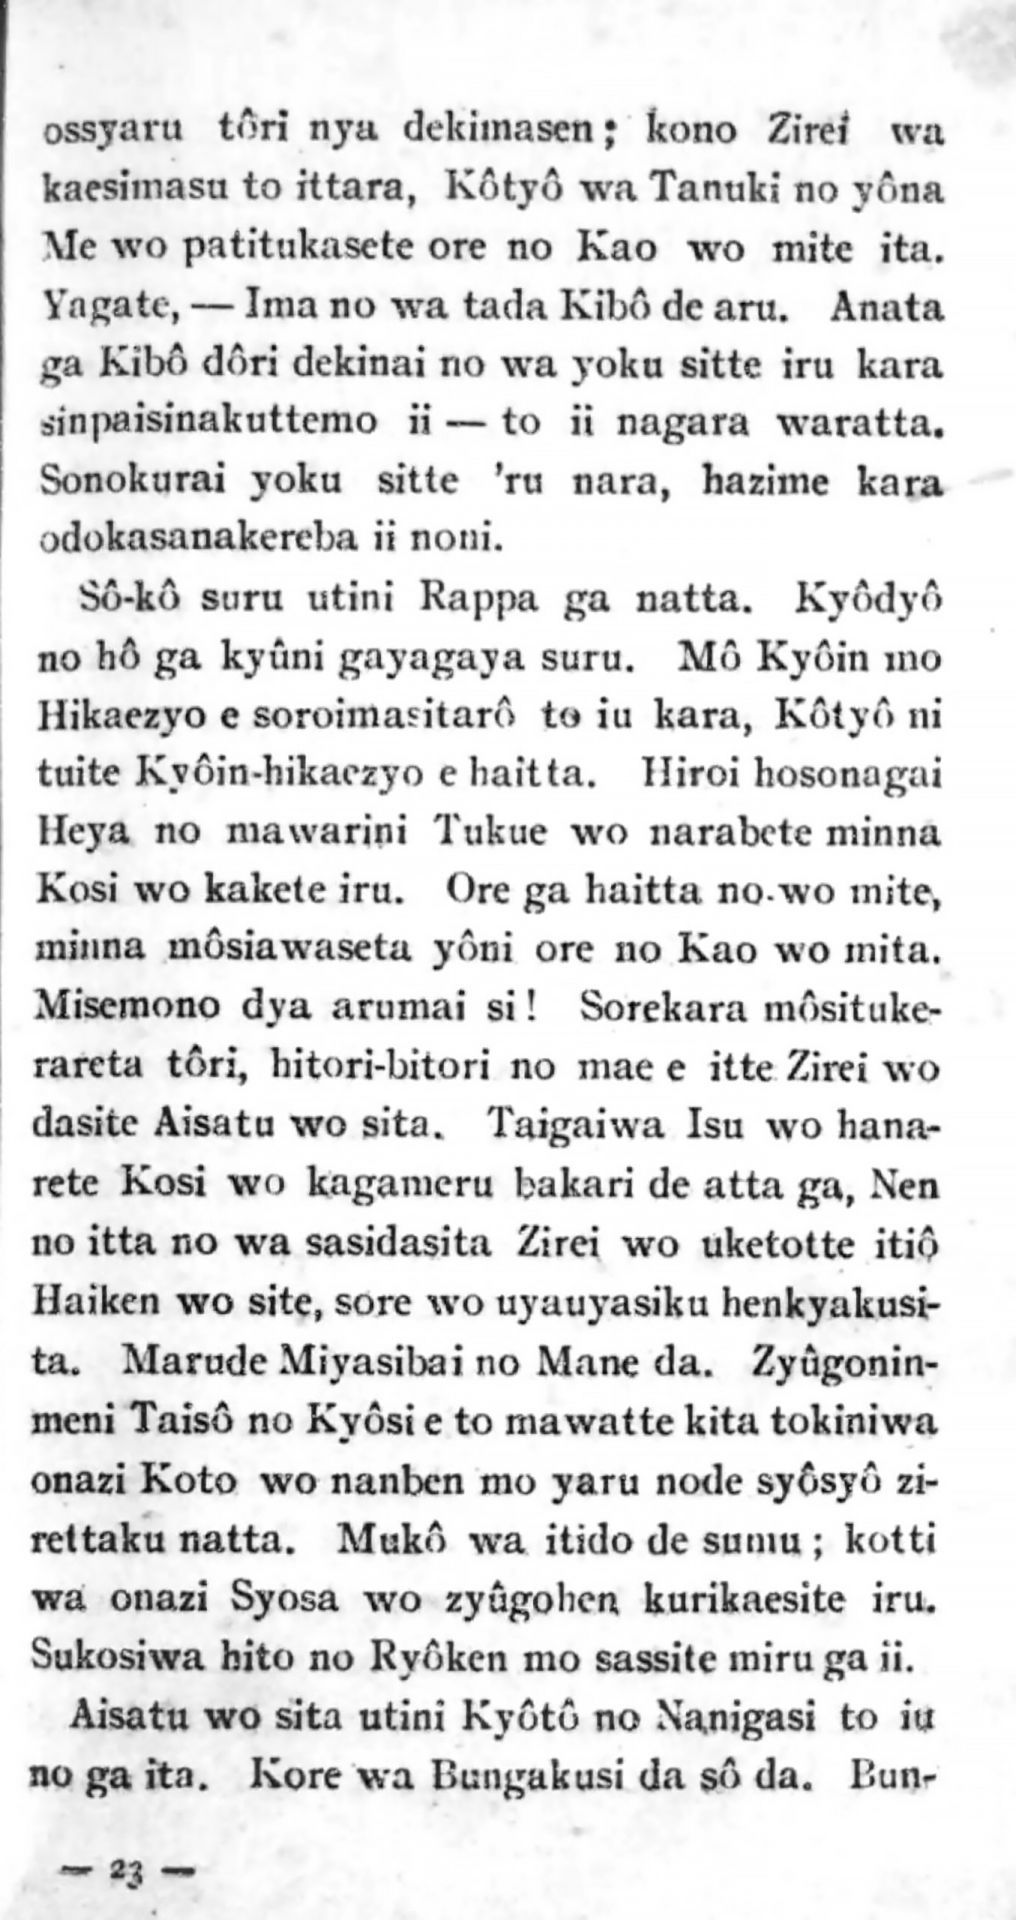 ossyaru tôri nya dekimasen; kono Zirei wa
kaesimasu to ittara, Kôtyô wa Tanuki no yôna
Me wo patitukasete ore no Kao wo mite ita.
Yagate, — Ima no wa tada Kibô de aru. Anata
ga Kibô dôri dekinai no wa yoku sitte iru kara
sinpaisinakuttemo ii — to ii nagara waratta.
Sonokurai yoku sitte 'ru nara, hazime kara
odokasanakereba ii noni.
Sô-kô suru utini Rappa ga natta. Kyôdyô
no hô ga kyûni gayagaya suru. Mô Kyôin mo
Hikaezyo e soroimasitarô to iu kara, Kôtyô ni
tuite Kyôin-hikaezyo e haitta. Hiroi hosonagai
Heya no mawarini Tukue wo narabete minna
Kosi wo kakete iru. Ore ga haitta no wo mite,
minna môsiawaseta yôni ore no Kao wo mita.
Misemono dya arumai si! Sorekara môsituke-
rareta tôri, hitori-bitori no mae e itte Zirei wo
dasite Aisatu wo sita. Taigaiwa Isu wo hana-
rete Kosi wo kagameru bakari de atta ga, Nen
no itta no wa sasidasita Zirei wo uketotte itiô
Haiken wo site, sore wo uyauyasiku henkyakusi-
ta. Marude Miyasibai no Mane da. Zyûgonin-
meni Taisô no Kyôsi e to mawatte kita tokiniwa
onazi Koto wo nanben mo yaru node syôsyô zi-
rettaku natta. Mukô wa itido de sumu; kotti
wa onazi Syosa wo zyûgohen kurikaesite iru.
Sukosiwa hito no Ryôken mo sassite miru ga ii.
Aisatu wo sita utini Kyôtô no Nanigasi to iu
no ga ita. Kore wa Bungakusi da sô da. Bun-
— 23 —